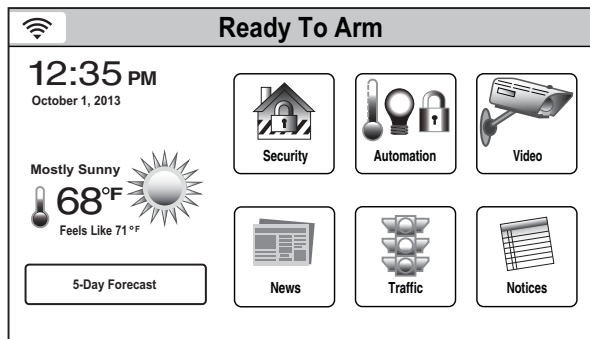 Ready To Arm
12:35 PM
October 1, 2013
Mostly Sunny
68°F
Feels Like 71°F
5-Day Forecast
Security
Automation
Video
News
Traffic
Notices